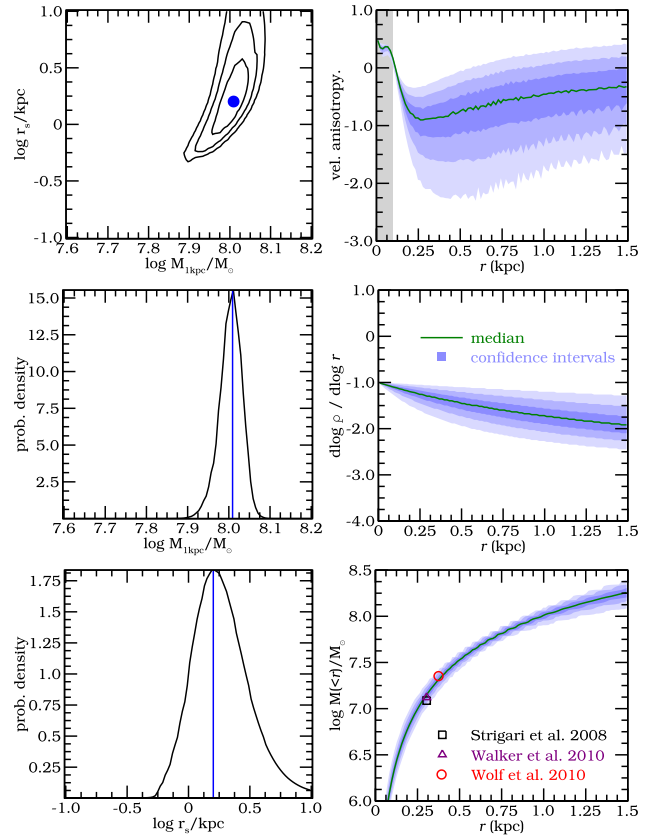 1.0
0.5
0
-0.5
-1.0
log r_s/kpc
7.6 7.7 7.8 7.9 8.0 8.1 8.2
log M_1kpc/M_☉
1.0
0
-1.0
-2.0
-3.0
vel. anisotropy.
0 0.25 0.5 0.75 1.0 1.25 1.5
r (kpc)
15.0
12.5
10.0
7.5
5.0
2.5
prob. density
7.6 7.7 7.8 7.9 8.0 8.1 8.2
log M_1kpc/M_☉
1.0
0
-1.0
-2.0
-3.0
-4.0
dlog ρ / dlog r
median
confidence intervals
0 0.25 0.5 0.75 1.0 1.25 1.5
r (kpc)
1.75
1.5
1.25
1.0
0.75
0.5
0.25
prob. density
-1.0 -0.5 0 0.5 1.0
log r_s/kpc
8.5
8.0
7.5
7.0
6.5
6.0
log M(<r)/M_☉
Strigari et al. 2008
Walker et al. 2010
Wolf et al. 2010
0 0.25 0.5 0.75 1.0 1.25 1.5
r (kpc)